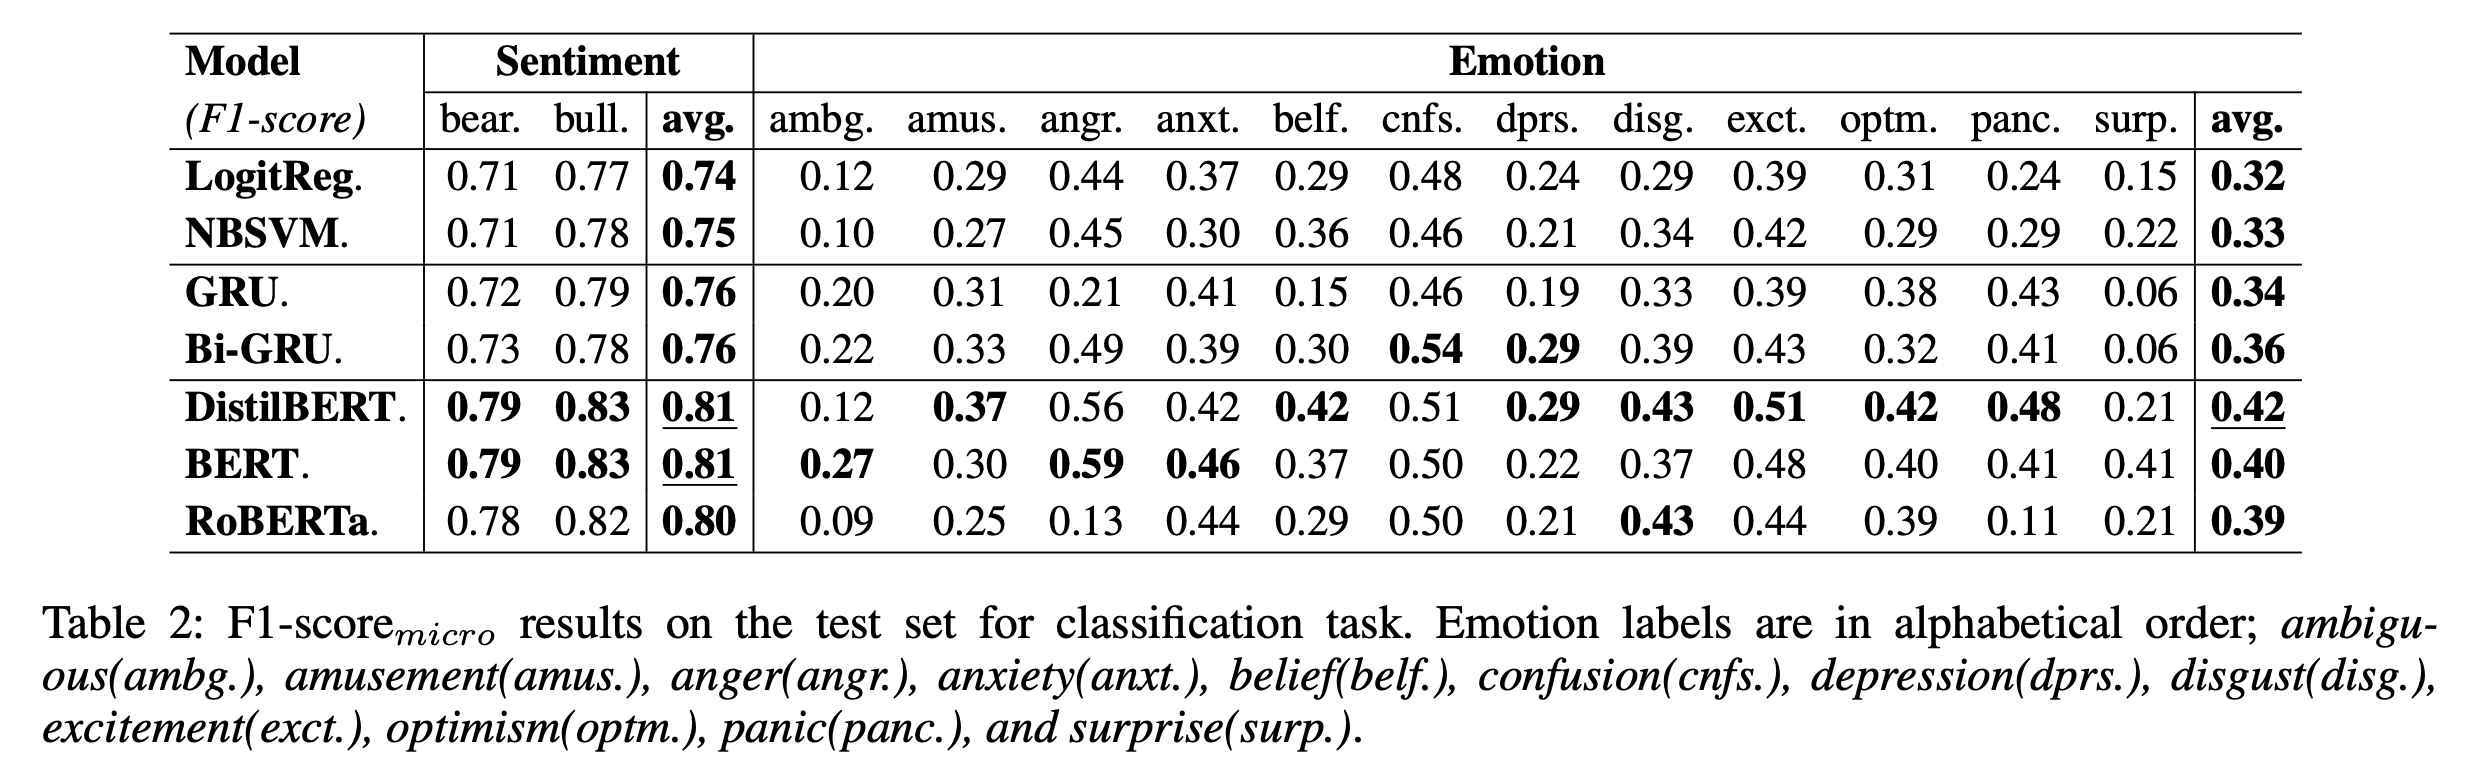 Model Sentiment Emotion
(F1-score) bear. bull. avg. ambg. amus. angr. anxt. belf. cnfs. dprs. disg. exct. optm. panc. surp. avg.
LogitReg. 0.71 0.77 0.74 0.12 0.29 0.44 0.37 0.29 0.48 0.24 0.29 0.39 0.31 0.24 0.15 0.32
NBSVM. 0.71 0.78 0.75 0.10 0.27 0.45 0.30 0.36 0.46 0.21 0.34 0.42 0.29 0.29 0.22 0.33
GRU. 0.72 0.79 0.76 0.20 0.31 0.21 0.41 0.15 0.46 0.19 0.33 0.39 0.38 0.43 0.06 0.34
Bi-GRU. 0.73 0.78 0.76 0.22 0.33 0.49 0.39 0.30 0.54 0.29 0.39 0.43 0.32 0.41 0.06 0.36
DistilBERT. 0.79 0.83 0.81 0.12 0.37 0.56 0.42 0.42 0.51 0.29 0.43 0.51 0.42 0.48 0.21 0.42
BERT. 0.79 0.83 0.81 0.27 0.30 0.59 0.46 0.37 0.50 0.22 0.37 0.48 0.40 0.41 0.41 0.40
RoBERTa. 0.78 0.82 0.80 0.09 0.25 0.13 0.44 0.29 0.50 0.21 0.43 0.44 0.39 0.11 0.21 0.39
Table 2: F1-score_micro results on the test set for classification task. Emotion labels are in alphabetical order; ambigu-
ous(ambg.), amusement(amus.), anger(angr.), anxiety(anxt.), belief(belf.), confusion(cnfs.), depression(dprs.), disgust(disg.),
excitement(exct.), optimism(optm.), panic(panc.), and surprise(surp.).